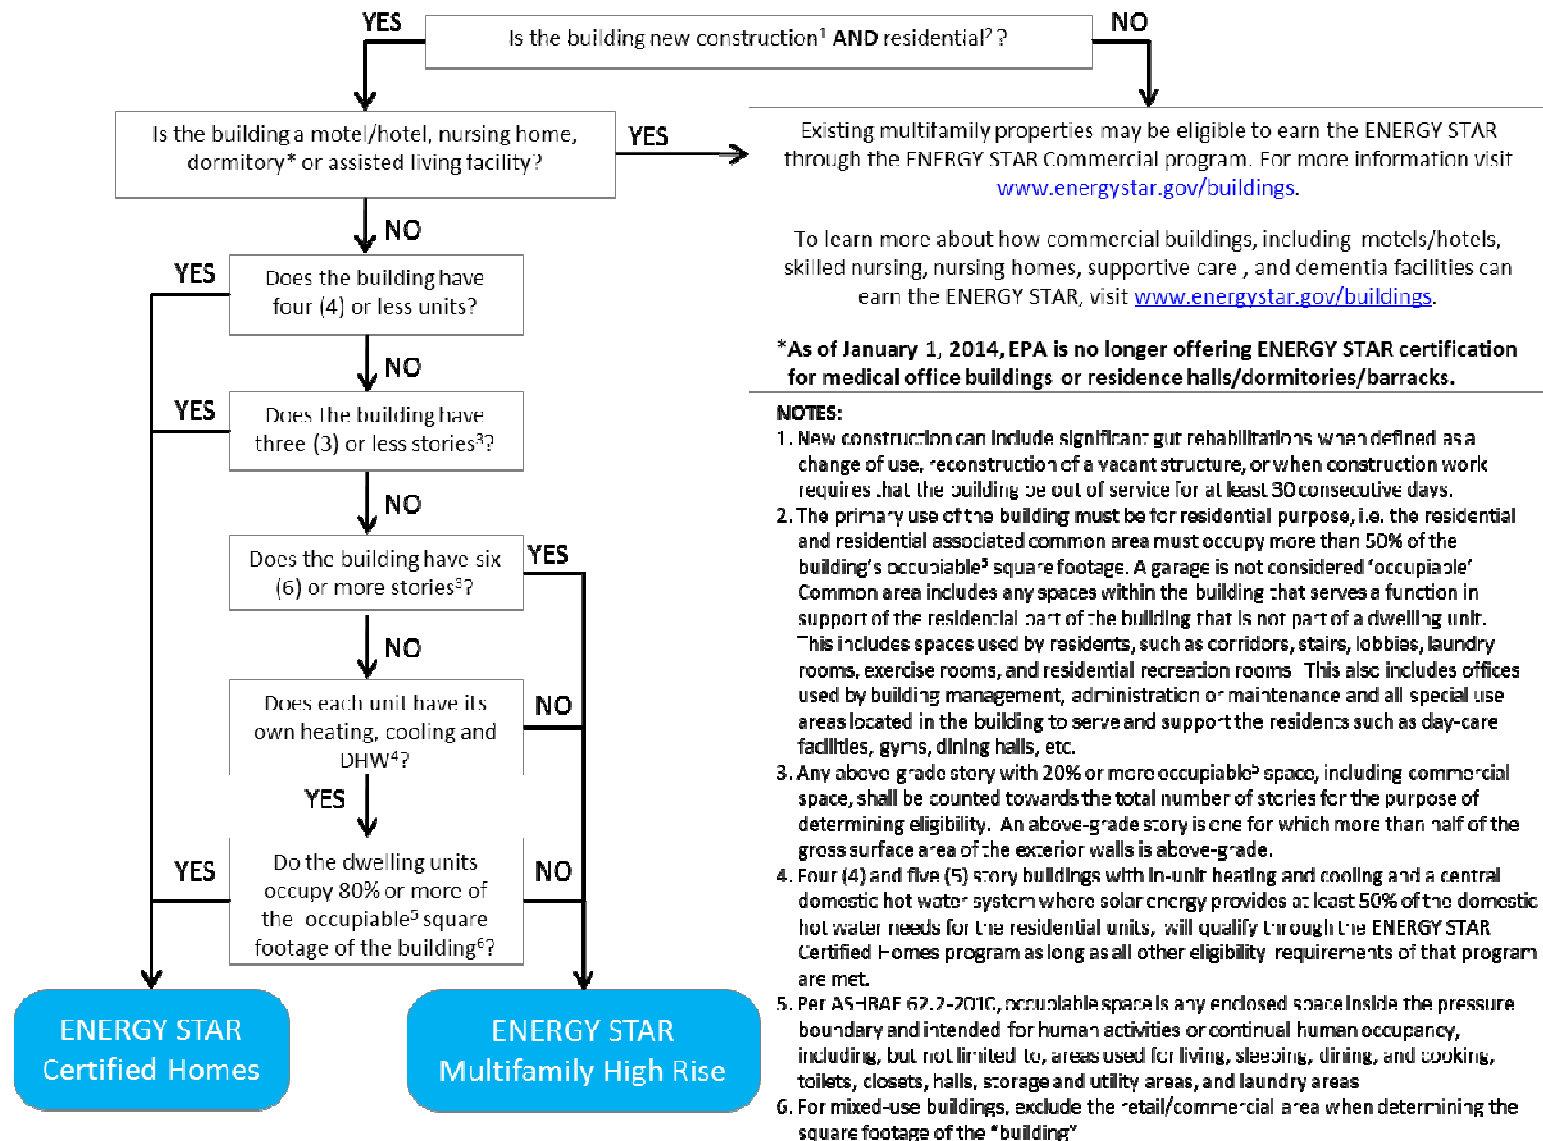 YES
Is the building new construction¹ AND residential²?
NO
Is the building a motel/hotel, nursing home,
dormitory* or assisted living facility?
YES
NO
YES
Does the building have
four (4) or less units?
NO
YES
Does the building have
three (3) or less stories³?
NO
Does the building have six
(6) or more stories³?
YES
NO
Does each unit have its
own heating, cooling and
DHW⁴?
NO
YES
YES
Do the dwelling units
occupy 80% or more of
the occupiable⁵ square
footage of the building⁶?
NO
ENERGY STAR
Certified Homes
ENERGY STAR
Multifamily High Rise
Existing multifamily properties may be eligible to earn the ENERGY STAR
through the ENERGY STAR Commercial program. For more information visit
www.energystar.gov/buildings.
To learn more about how commercial buildings, including motels/hotels,
skilled nursing, nursing homes, supportive care , and dementia facilities can
earn the ENERGY STAR, visit www.energystar.gov/buildings.
*As of January 1, 2014, EPA is no longer offering ENERGY STAR certification
for medical office buildings or residence halls/dormitories/barracks.
NOTES:
1. New construction can include significant gut rehabilitations when defined as a
change of use, reconstruction of a vacant structure, or when construction work
requires that the building be out of service for at least 30 consecutive days.
2. The primary use of the building must be for residential purpose, i.e. the residential
and residential associated common area must occupy more than 50% of the
building's occupiable⁵ square footage. A garage is not considered 'occupiable'
Common area includes any spaces within the building that serves a function in
support of the residential part of the building that is not part of a dwelling unit.
This includes spaces used by residents, such as corridors, stairs, lobbies, laundry
rooms, exercise rooms, and residential recreation rooms This also includes offices
used by building management, administration or maintenance and all special use
areas located in the building to serve and support the residents such as day-care
facilities, gyms, dining halls, etc.
3. Any above-grade story with 20% or more occupiable⁵ space, including commercial
space, shall be counted towards the total number of stories for the purpose of
determining eligibility. An above-grade story is one for which more than half of the
gross surface area of the exterior walls is above-grade.
4. Four (4) and five (5) story buildings with in-unit heating and cooling and a central
domestic hot water system where solar energy provides at least 50% of the domestic
hot water needs for the residential units, will qualify through the ENERGY STAR
Certified Homes program as long as all other eligibility requirements of that program
are met.
5. Per ASHRAE 62.2-2010, occupiable space is any enclosed space inside the pressure
boundary and intended for human activities or continual human occupancy,
including, but not limited to, areas used for living, sleeping, dining, and cooking,
toilets, closets, halls, storage and utility areas, and laundry areas
6. For mixed-use buildings, exclude the retail/commercial area when determining the
square footage of the "building"